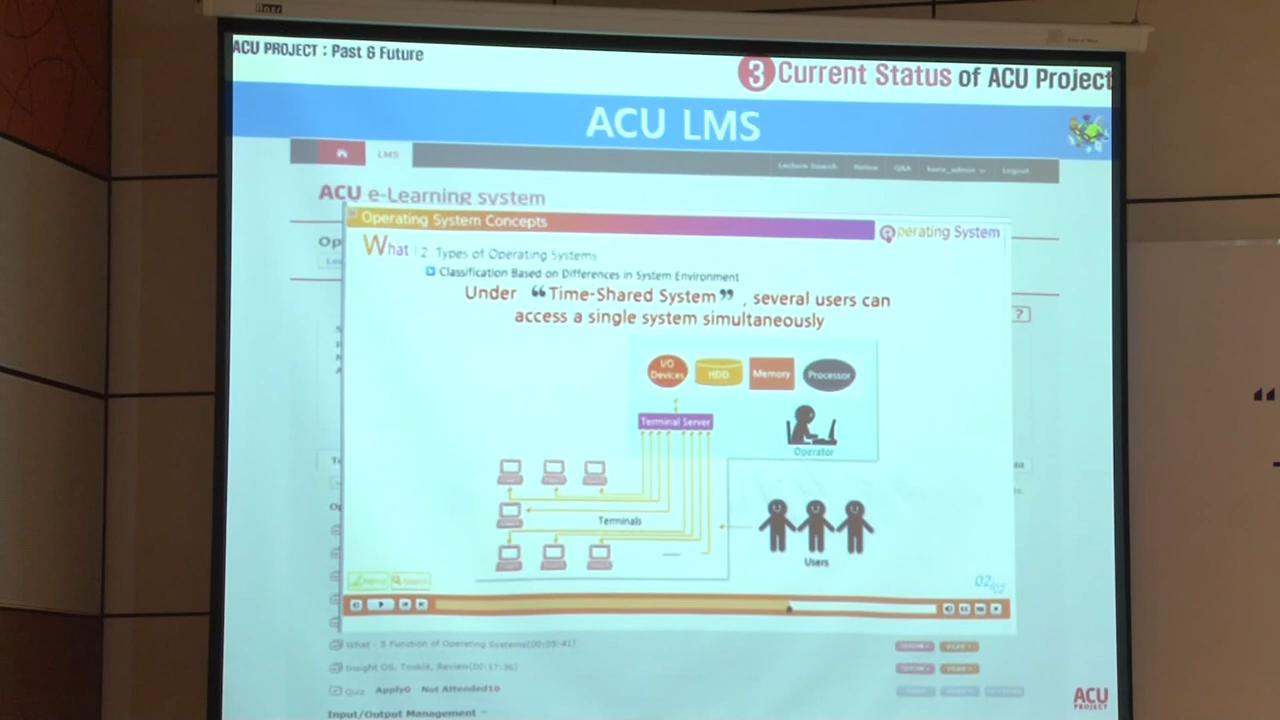 ACU PROJECT : Past & Future
3 Current Status of ACU Project
ACU LMS
LMS
Lecture Search Notice Q&A Logout
ACU e-Learning system
Operating System Concepts
Operating System
What 2 Types of Operating Systems
Classification Based on Differences in System Environment
Under “Time-Shared System”, several users can
access a single system simultaneously
?
I/O
Devices
HDD
Memory
Processor
Terminal Server
Operator
Terminals
Users
Memo
Search
02/02
What - 3 Function of Operating Systems(00:05:41)
Insight OS, Toolkit, Review(00:17:36)
Quiz Apply0 Not Attended10
Input/Output Management
ACU
PROJECT